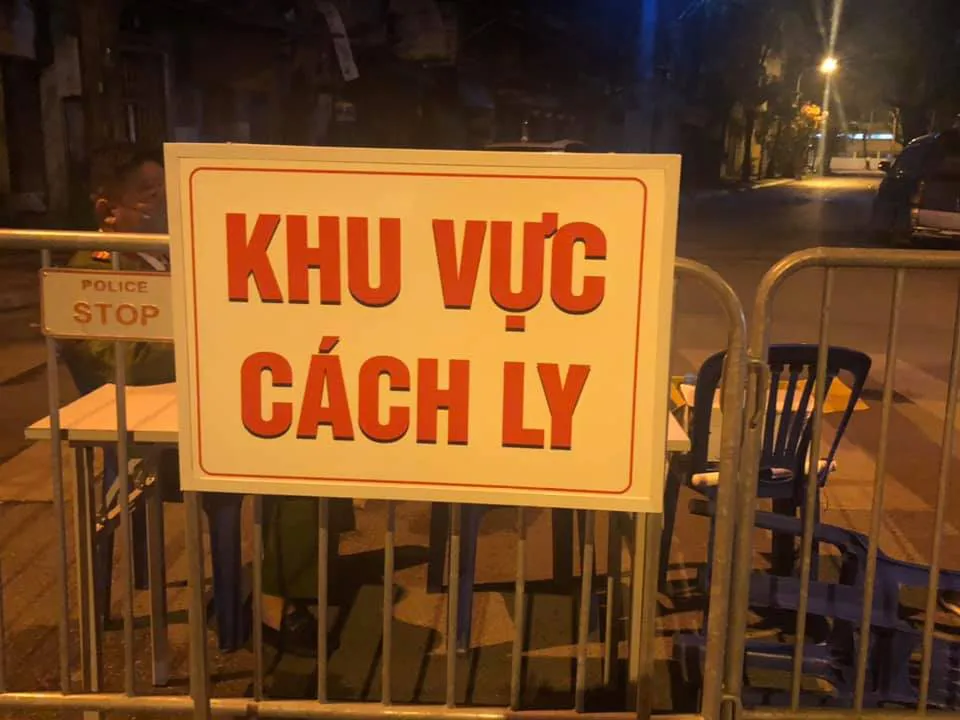 POLICE
STOP
KHU VỰC
CÁCH LY